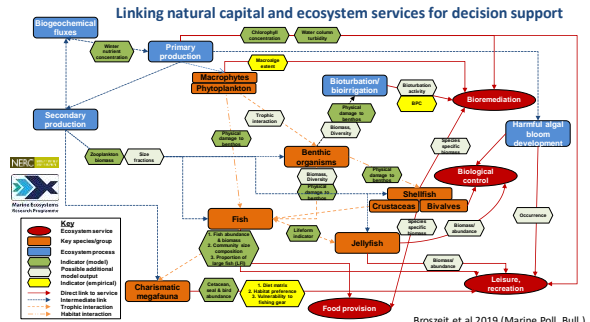 Linking natural capital and ecosystem services for decision support
Biogeochemical
fluxes
Winter
nutrient
concentration
Primary
production
Chlorophyll
concentration
Water column
turbidity
Macroalgae
extent
Macrophytes
Phytoplankton
Bioturbation/
bioirrigation
Bioturbation
activity
BPC
Bioremediation
Secondary
production
Trophic
interaction
Physical
damage to
benthos
Biomass,
Diversity
Species
specific
biomass
Harmful algal
bloom
development
Physical
damage to
benthos
Zooplankton
biomass
Size
fractions
Benthic
organisms
Biomass,
Diversity
Physical
damage to
benthos
Physical
damage to
benthos
Biological
control
NERC
Marine Ecosystems
Research Programme
Shellfish
Crustaceas
Bivalves
Key
Ecosystem service
Key species/group
Ecosystem process
Indicator (model)
Possible additional
model output
Indicator (empirical)
Direct link to service
Intermediate link
Trophic interaction
Habitat interaction
Fish
Lifeform
indicator
Species
specific
biomass
Biomass/
abundance
Occurrence
1. Fish abundance
& biomass
2. Community size
composition
3. Proportion of
large fish (LFI)
Jellyfish
Biomass/
abundance
Charismatic
megafauna
Cetacean,
seal & bird
abundance
1. Diet matrix
2. Habitat preference
3. Vulnerability to
fishing gear
Leisure,
recreation
Food provision
Broszeit et al 2019 (Marine Poll. Bull.)